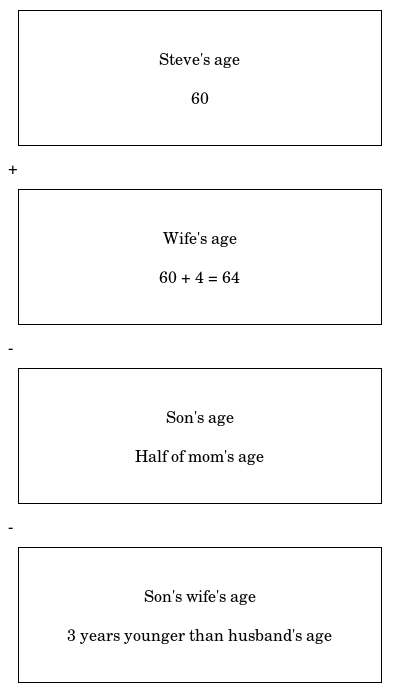 Steve's age
60
+
Wife's age
60 + 4 = 64
-
Son's age
Half of mom's age
-
Son's wife's age
3 years younger than husband's age